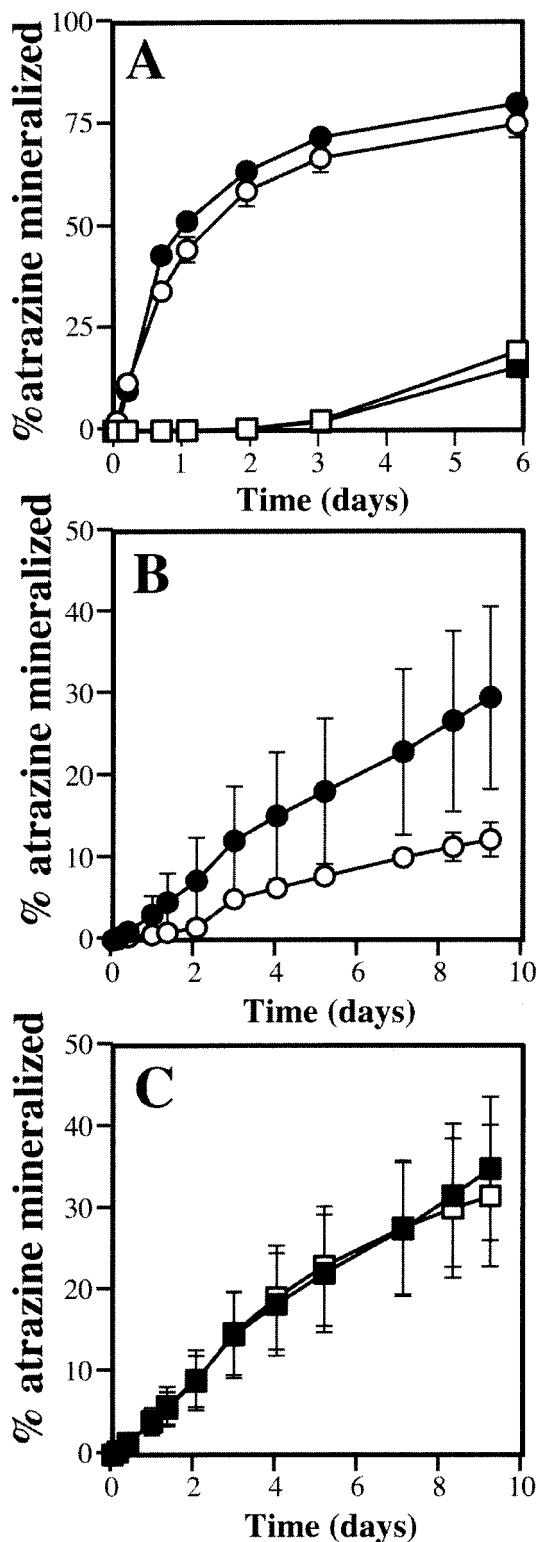 %atrazine mineralized
A
100
75
50
25
0
0 1 2 3 4 5 6
Time (days)
% atrazine mineralized
B
50
40
30
20
10
0
0 2 4 6 8 10
Time (days)
% atrazine mineralized
C
50
40
30
20
10
0
0 2 4 6 8 10
Time (days)